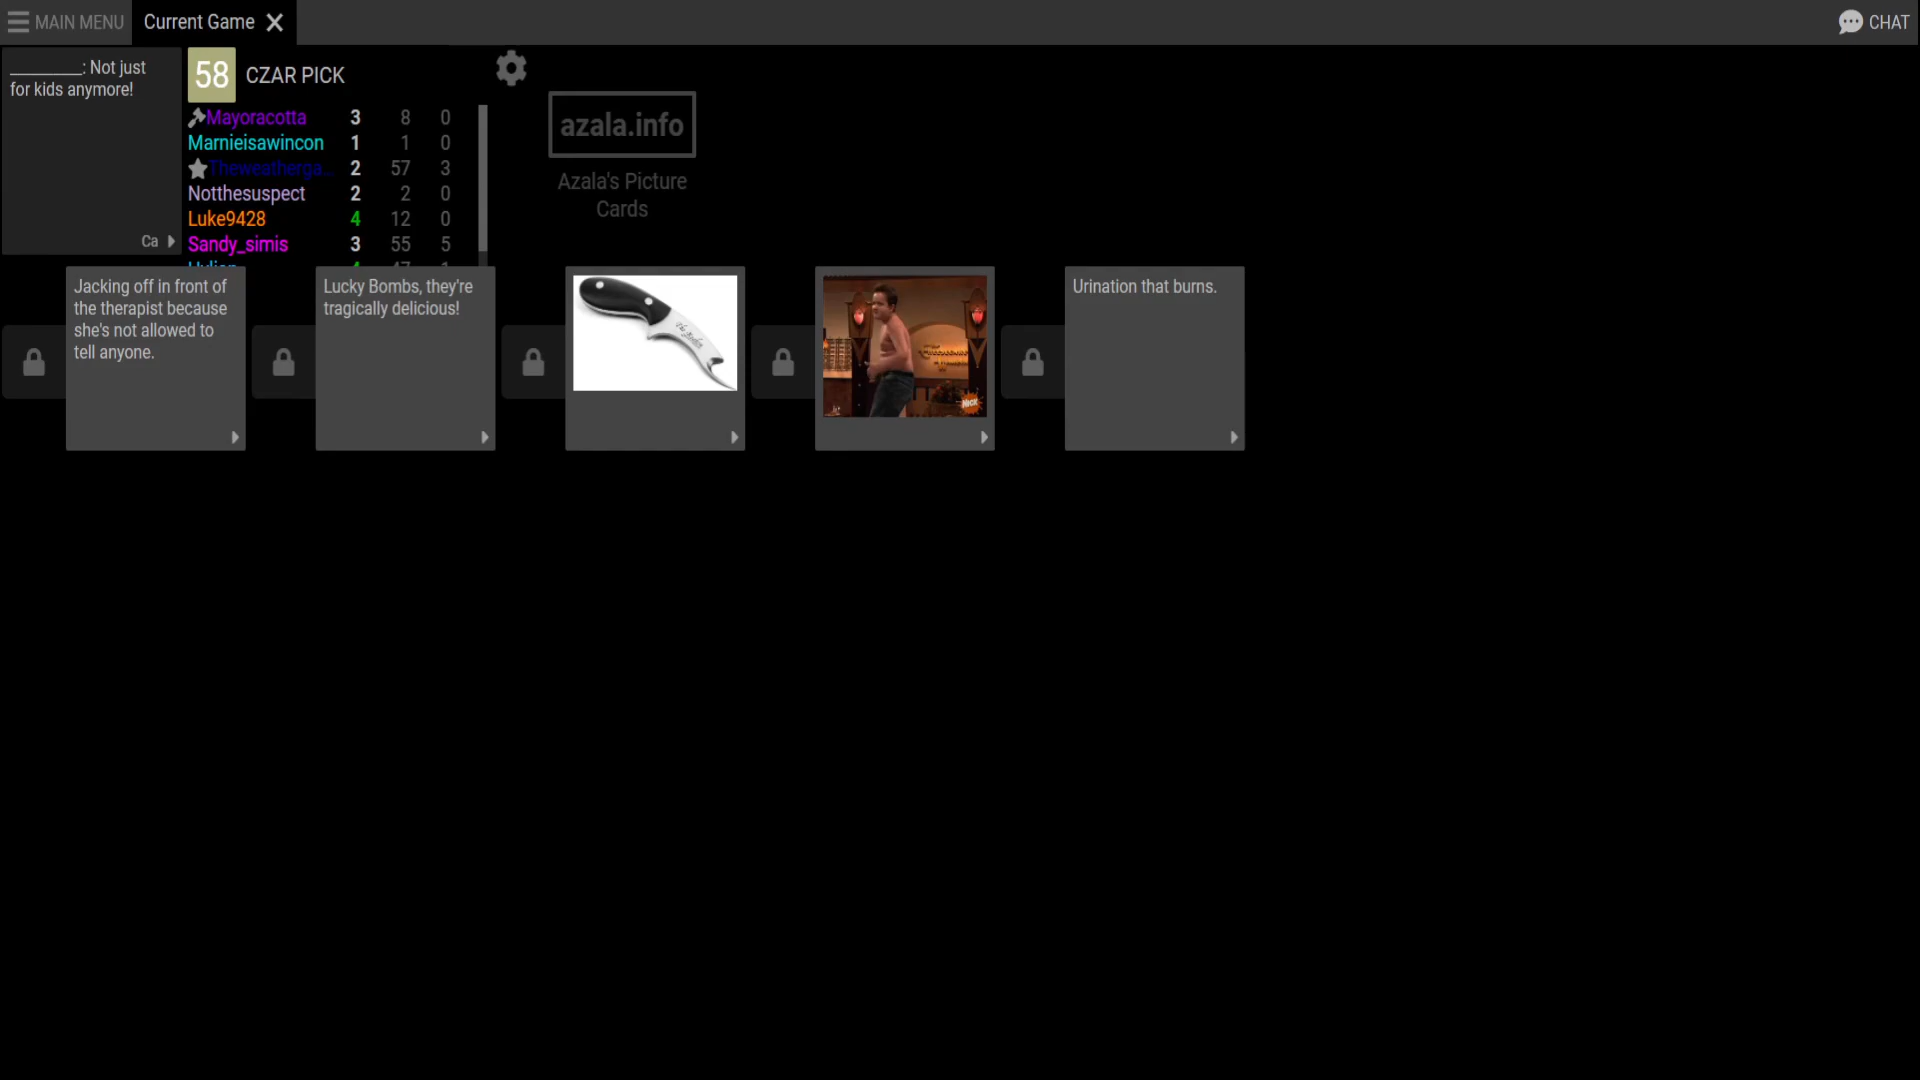 MAIN MENU
Current Game
CHAT
_________: Not just
for kids anymore!
Ca
58
CZAR PICK
Mayoracotta 3 8 0
Marnieisawincon 1 1 0
Theweatherga... 2 57 3
Notthesuspect 2 2 0
Luke9428 4 12 0
Sandy_simis 3 55 5
azala.info
Azala's Picture
Cards
Jacking off in front of
the therapist because
she's not allowed to
tell anyone.
Lucky Bombs, they're
tragically delicious!
NICK
Urination that burns.